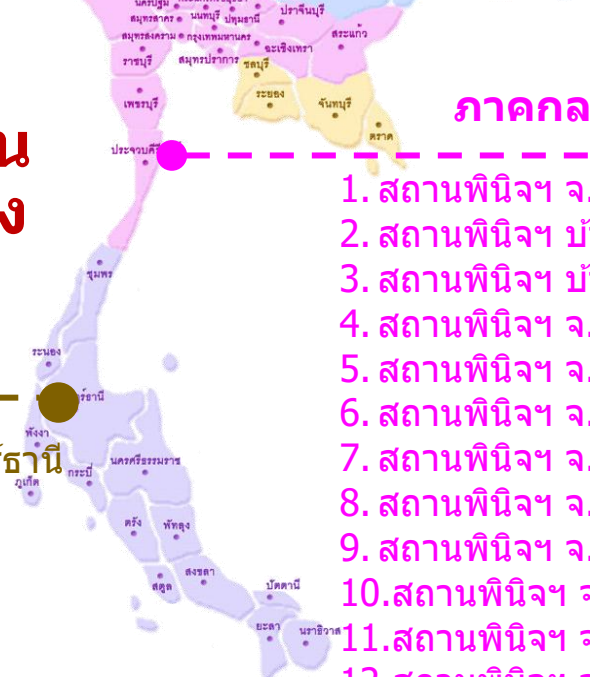 สมุทรสาคร นนทบุรี ปทุมธานี
ปราจีนบุรี
สระแก้ว
สมุทรสงคราม กรุงเทพมหานคร
ฉะเชิงเทรา
ราชบุรี
สมุทรปราการ
ชลบุรี
ระยอง
จันทบุรี
ตราด
เพชรบุรี
ประจวบคีรี
ภาคกล
น
ง
1. สถานพินิจฯ จ.
2. สถานพินิจฯ บ้
3. สถานพินิจฯ บ้
4. สถานพินิจฯ จ.
5. สถานพินิจฯ จ.
6. สถานพินิจฯ จ.
7. สถานพินิจฯ จ.
8. สถานพินิจฯ จ.
9. สถานพินิจฯ จ.
10.สถานพินิจฯ จ
11.สถานพินิจฯ จ
ชุมพร
ระนอง
ร์ธานี
พังงา
ร์ธานี
ภูเก็ต
กระบี่
นครศรีธรรมราช
ตรัง
พัทลุง
สตูล
สงขลา
ปัตตานี
ยะลา
นราธิวาส